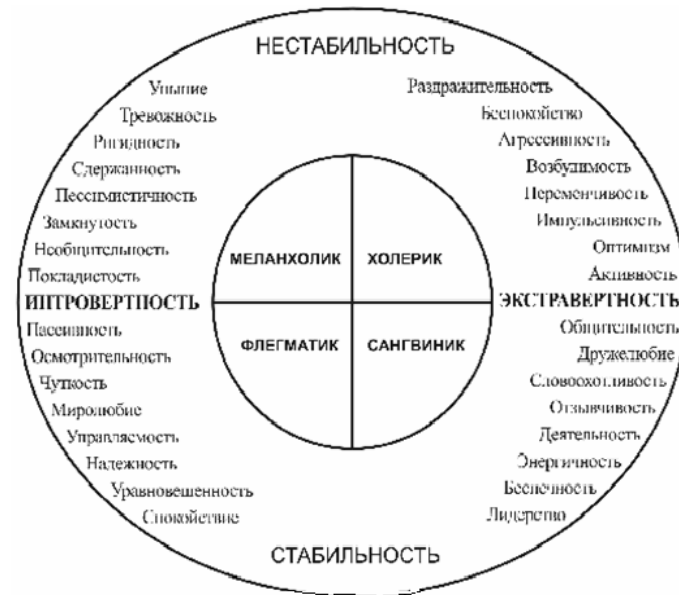 НЕСТАБИЛЬНОСТЬ
Уныние
Тревожность
Ригидность
Сдержанность
Пессимистичность
Замкнутость
Необщительность
Покладистость
ИНТРОВЕРТНОСТЬ
Пассивность
Осмотрительность
Чуткость
Миролюбие
Управляемость
Надежность
Уравновешенность
Спокойствие
Раздражительность
Беспокойство
Агрессивность
Возбудимость
Переменчивость
Импульсивность
Оптимизм
Активность
ЭКСТРАВЕРТНОСТЬ
Общительность
Дружелюбие
Словоохотливость
Отзывчивость
Деятельность
Энергичность
Беспечность
Лидерство
МЕЛАНХОЛИК
ХОЛЕРИК
ФЛЕГМАТИК
САНГВИНИК
СТАБИЛЬНОСТЬ